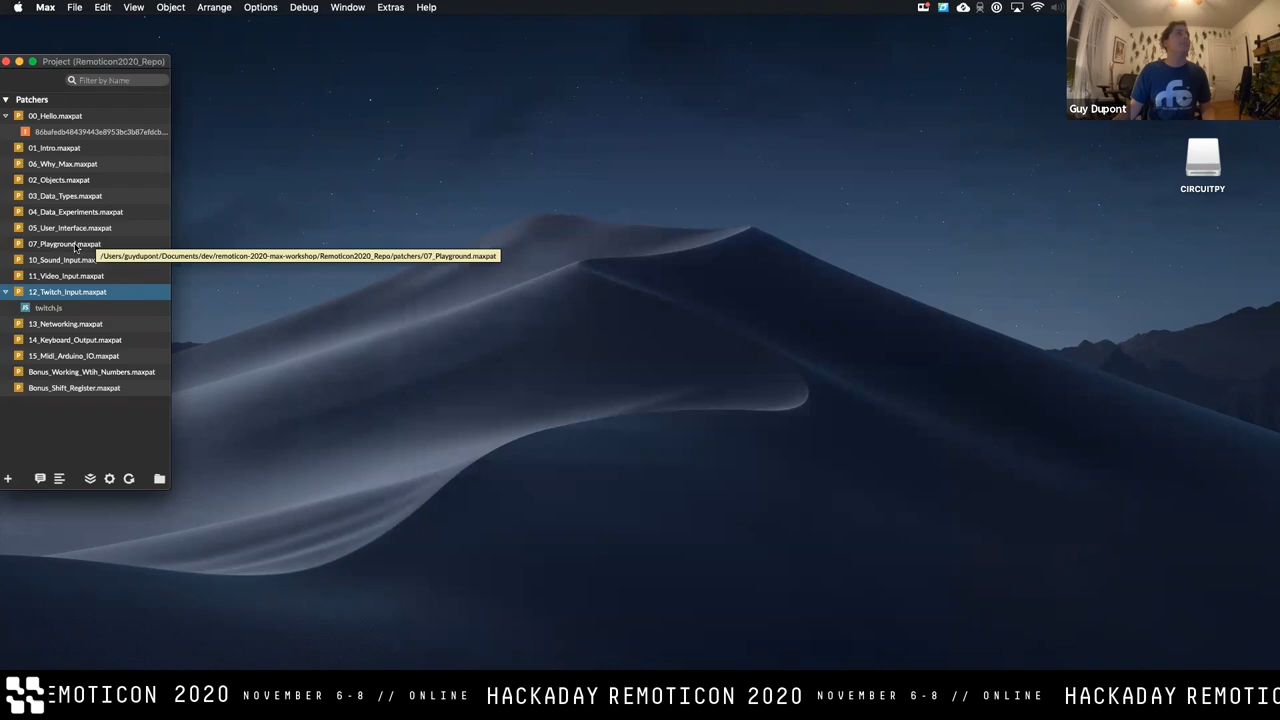 Max File Edit View Object Arrange Options Debug Window Extras Help
Project (Remoticon2020_Repo)
Filter by Name
Patchers
00_Hello.maxpat
86bafedb48439443e8953bc3b87efdcb...
01_Intro.maxpat
06_Why_Max.maxpat
02_Objects.maxpat
03_Data_Types.maxpat
04_Data_Experiments.maxpat
05_User_Interface.maxpat
07_Playground.maxpat
/Users/guydupont/Documents/dev/remoticon-2020-max-workshop/Remoticon2020_Repo/patchers/07_Playground.maxpat
10_Sound_Input.max
11_Video_Input.maxpat
12_Twitch_Input.maxpat
JS twitch.js
13_Networking.maxpat
14_Keyboard_Output.maxpat
15_Midi_Arduino_IO.maxpat
Bonus_Working_Wtih_Numbers.maxpat
Bonus_Shift_Register.maxpat
Guy Dupont
CIRCUITPY
EMOTICON 2020 NOVEMBER 6-8 // ONLINE HACKADAY REMOTICON 2020 NOVEMBER 6-8 // ONLINE HACKADAY REMOTIC